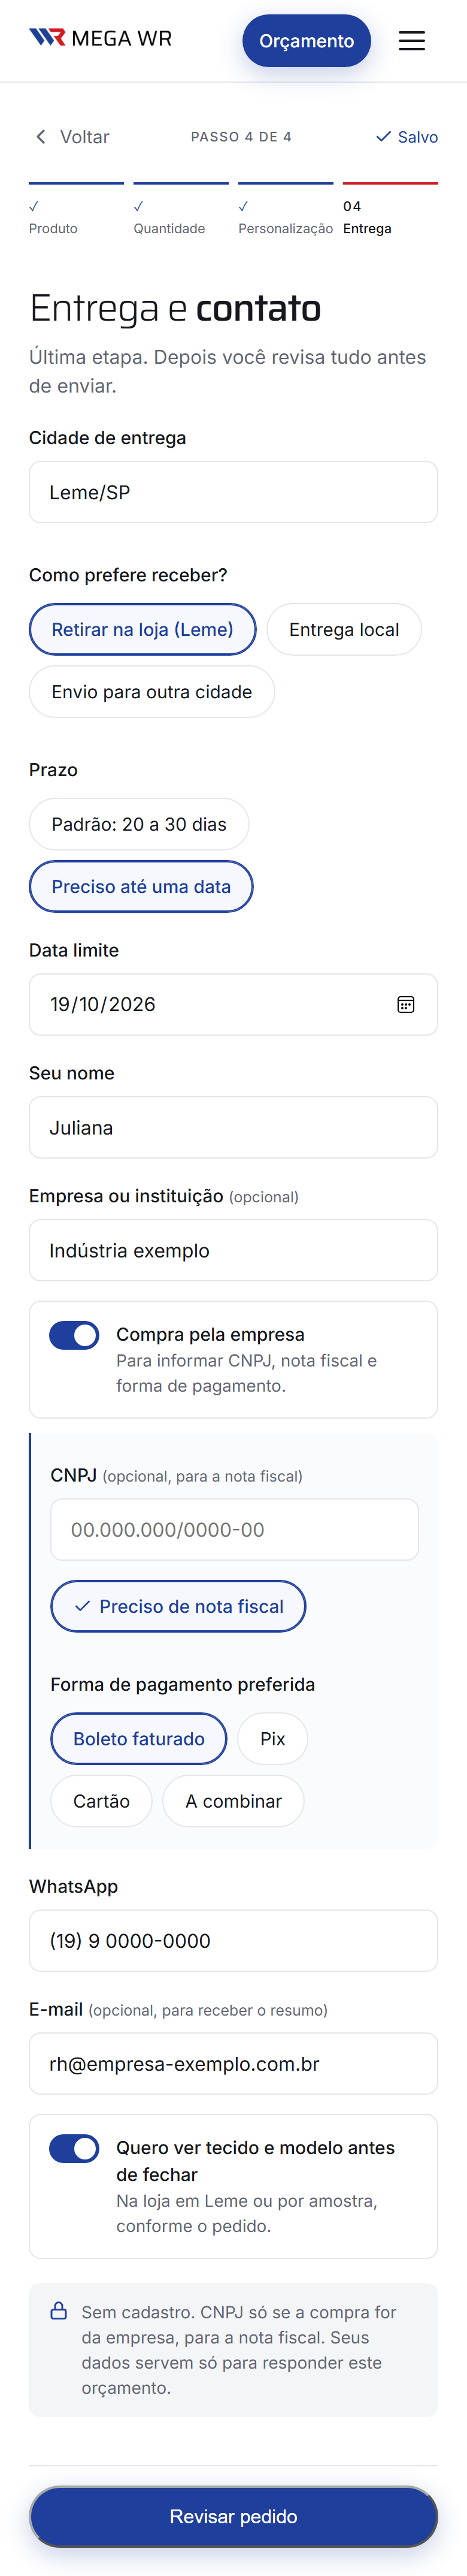 MEGA WR
Orçamento
Voltar
PASSO 4 DE 4
Salvo
Produto
Quantidade
Personalização
04
Entrega
Entrega e contato
Última etapa. Depois você revisa tudo antes
de enviar.
Cidade de entrega
Leme/SP
Como prefere receber?
Retirar na loja (Leme)
Entrega local
Envio para outra cidade
Prazo
Padrão: 20 a 30 dias
Preciso até uma data
Data limite
19/10/2026
Seu nome
Juliana
Empresa ou instituição (opcional)
Indústria exemplo
Compra pela empresa
Para informar CNPJ, nota fiscal e
forma de pagamento.
CNPJ (opcional, para a nota fiscal)
00.000.000/0000-00
Preciso de nota fiscal
Forma de pagamento preferida
Boleto faturado
Pix
Cartão
A combinar
WhatsApp
(19) 9 0000-0000
E-mail (opcional, para receber o resumo)
rh@empresa-exemplo.com.br
Quero ver tecido e modelo antes
de fechar
Na loja em Leme ou por amostra,
conforme o pedido.
Sem cadastro. CNPJ só se a compra for
da empresa, para a nota fiscal. Seus
dados servem só para responder este
orçamento.
Revisar pedido